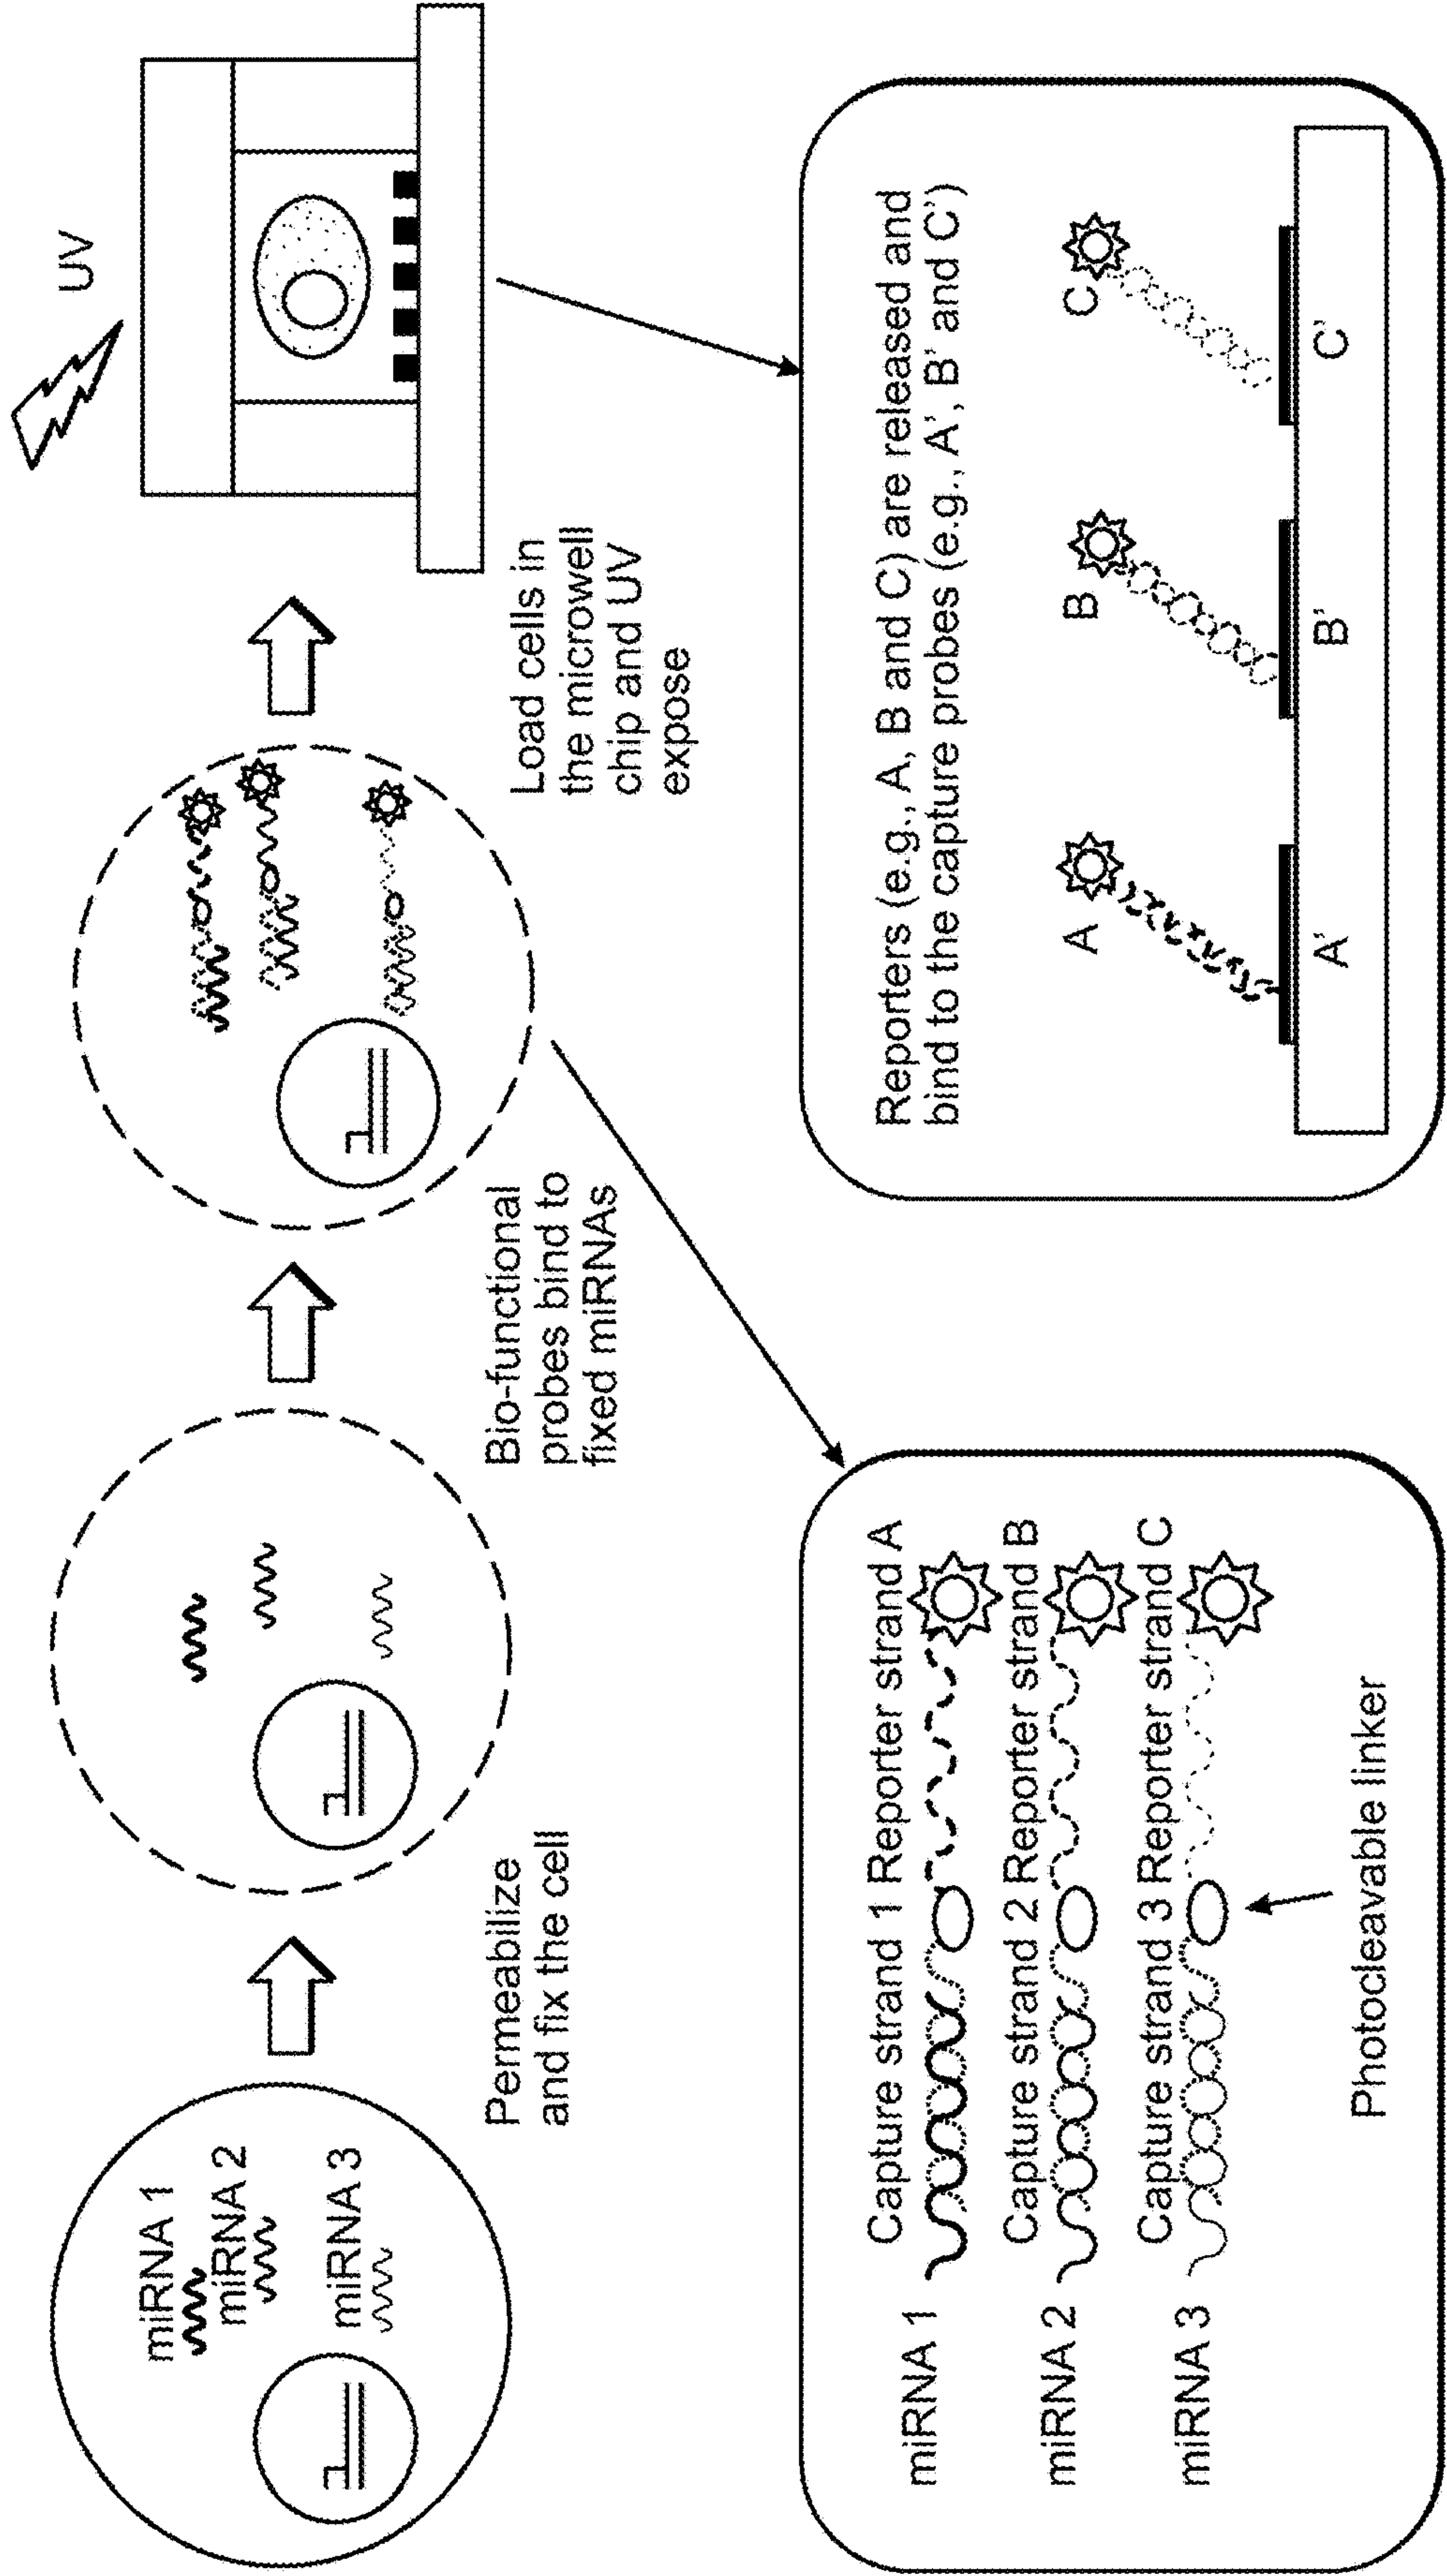 miRNA 1
miRNA 2
miRNA 3
Permeabilize
and fix the cell
Bio-functional
probes bind to
fixed miRNAs
Load cells in
the microwell
chip and UV
expose
UV
Capture strand 1 Reporter strand A
miRNA 1
Capture strand 2 Reporter strand B
miRNA 2
Capture strand 3 Reporter strand C
miRNA 3
Photocleavable linker
Reporters (e.g., A, B and C) are released and
bind to the capture probes (e.g., A’, B’ and C’)
A B C
A’ B’ C’